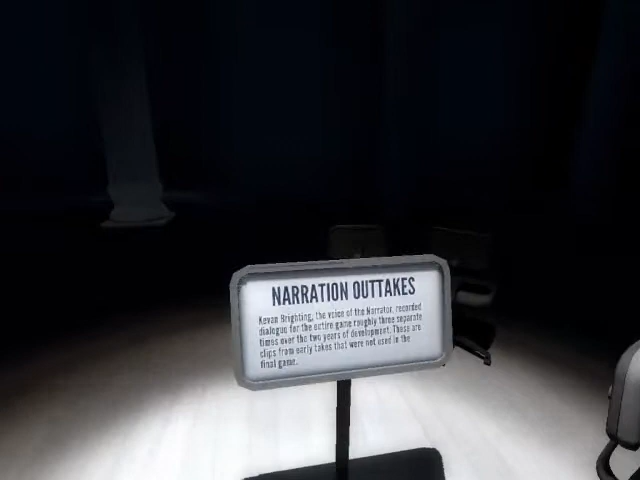 NARRATION OUTTAKES
Kevan Brighting, the voice of the Narrator, recorded
dialogue for the entire game roughly three separate
times over the two years of development. These are
clips from early takes that were not used in the
final game.